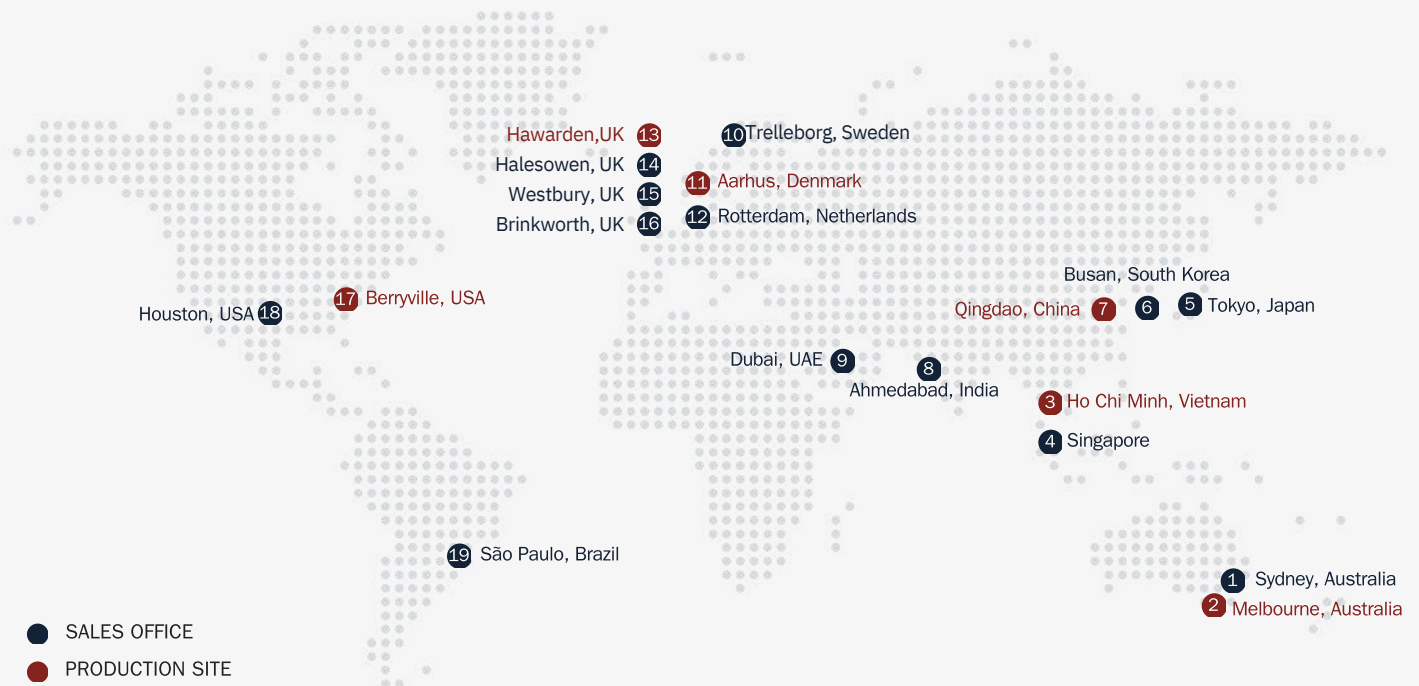 Hawarden,UK 13
10 Trelleborg, Sweden
Halesowen, UK 14
11 Aarhus, Denmark
Westbury, UK 15
12 Rotterdam, Netherlands
Brinkworth, UK 16
Busan, South Korea
17 Berryville, USA
Houston, USA 18
Qingdao, China 7
6
5 Tokyo, Japan
Dubai, UAE 9
8
Ahmedabad, India
3 Ho Chi Minh, Vietnam
4 Singapore
19 São Paulo, Brazil
1 Sydney, Australia
2 Melbourne, Australia
SALES OFFICE
PRODUCTION SITE